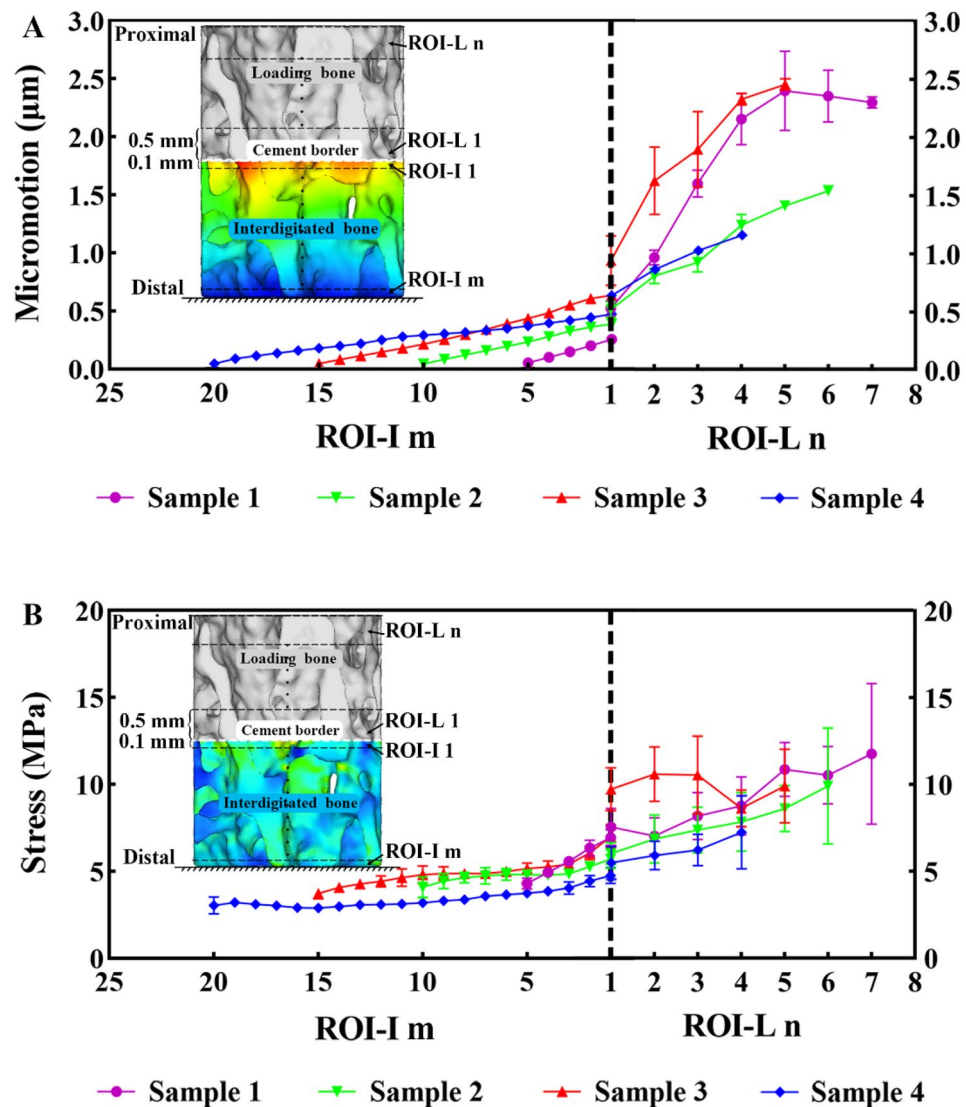 A
Micromotion (μm)
3.0
2.5
2.0
1.5
1.0
0.5
0.0
3.0
2.5
2.0
1.5
1.0
0.5
0.0
Proximal
ROI-L n
Loading bone
0.5 mm
ROI-L 1
Cement border
0.1 mm
ROI-I 1
Interdigitated bone
Distal
ROI-I m
25 20 15 10 5 1 2 3 4 5 6 7 8
ROI-I m ROI-L n
Sample 1 Sample 2 Sample 3 Sample 4
B
Stress (MPa)
20
15
10
5
0
20
15
10
5
0
Proximal
ROI-L n
Loading bone
0.5 mm
ROI-L 1
Cement border
0.1 mm
ROI-I 1
Interdigitated bone
Distal
ROI-I m
25 20 15 10 5 1 2 3 4 5 6 7 8
ROI-I m ROI-L n
Sample 1 Sample 2 Sample 3 Sample 4